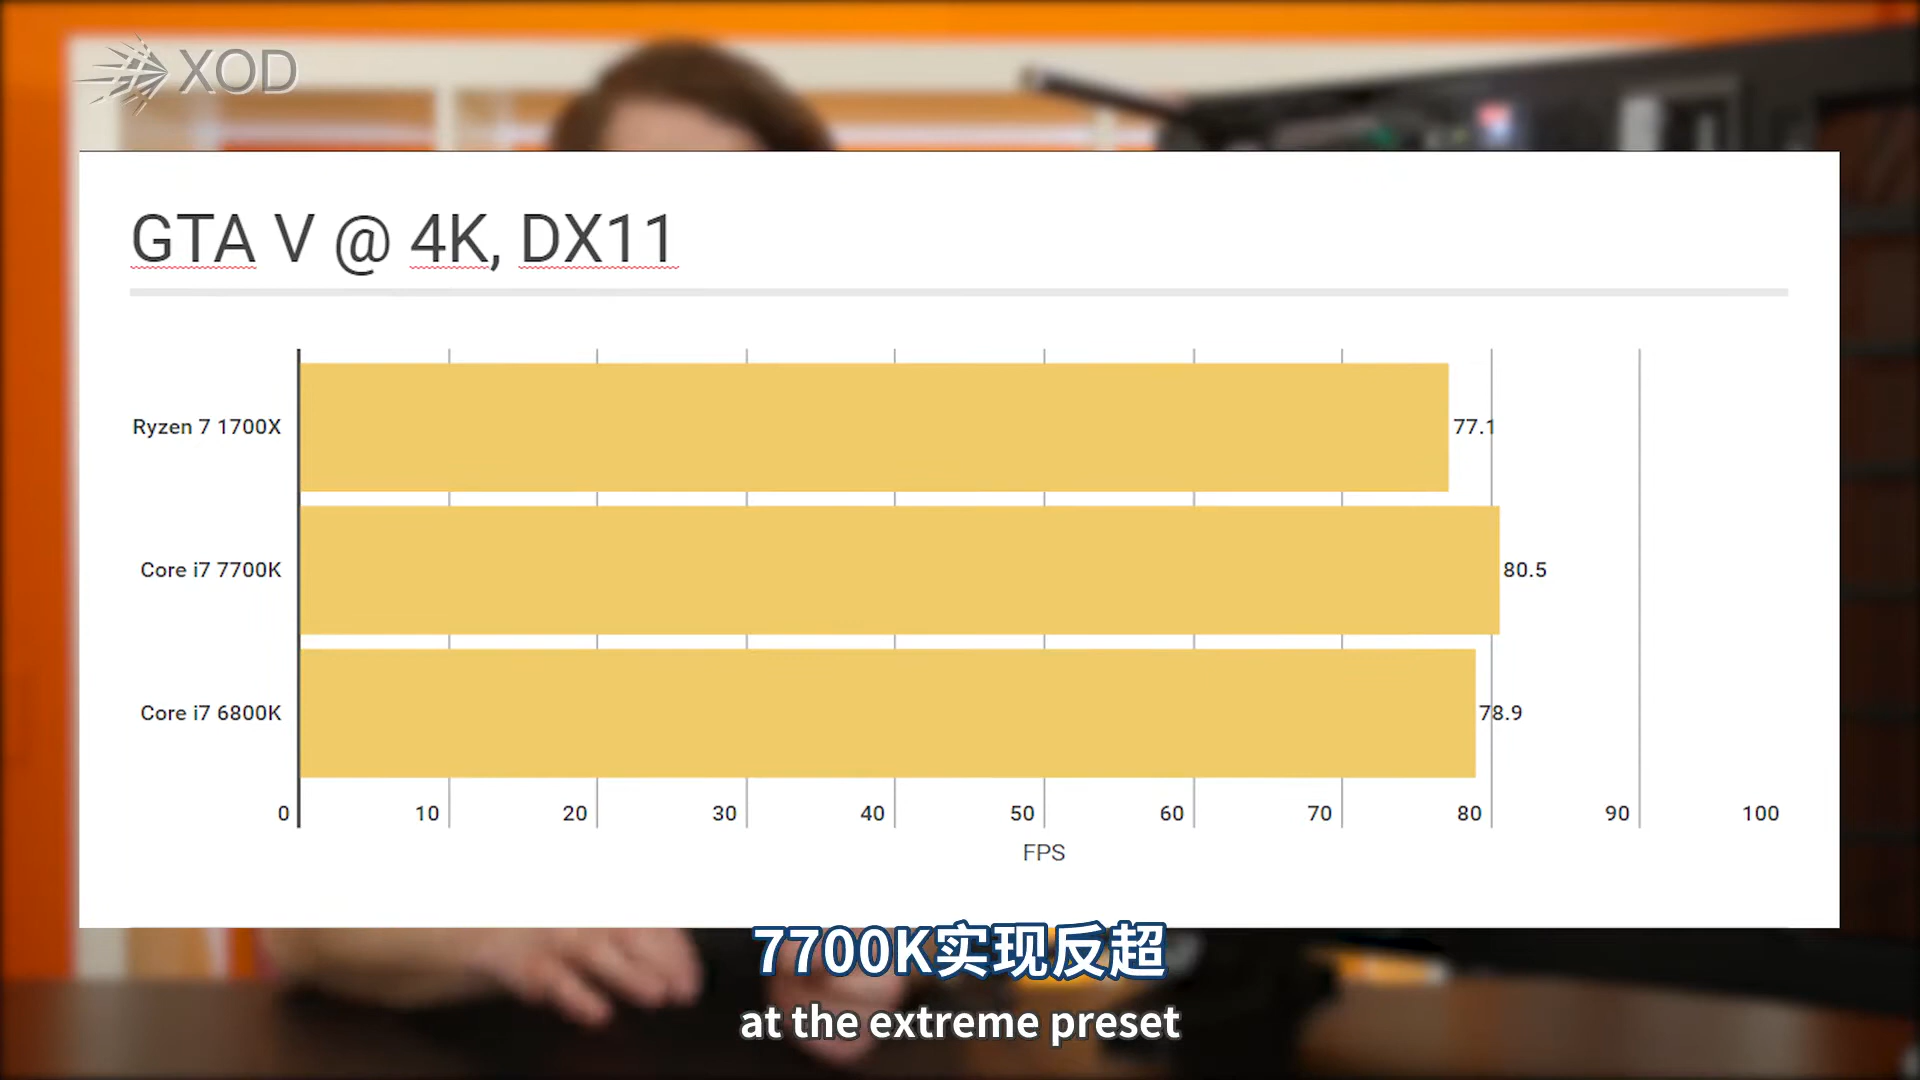 XOD
GTA V @ 4K, DX11
Ryzen 7 1700X
77.1
Core i7 7700K
80.5
Core i7 6800K
78.9
0 10 20 30 40 50 60 70 80 90 100
FPS
7700K实现反超
at the extreme preset